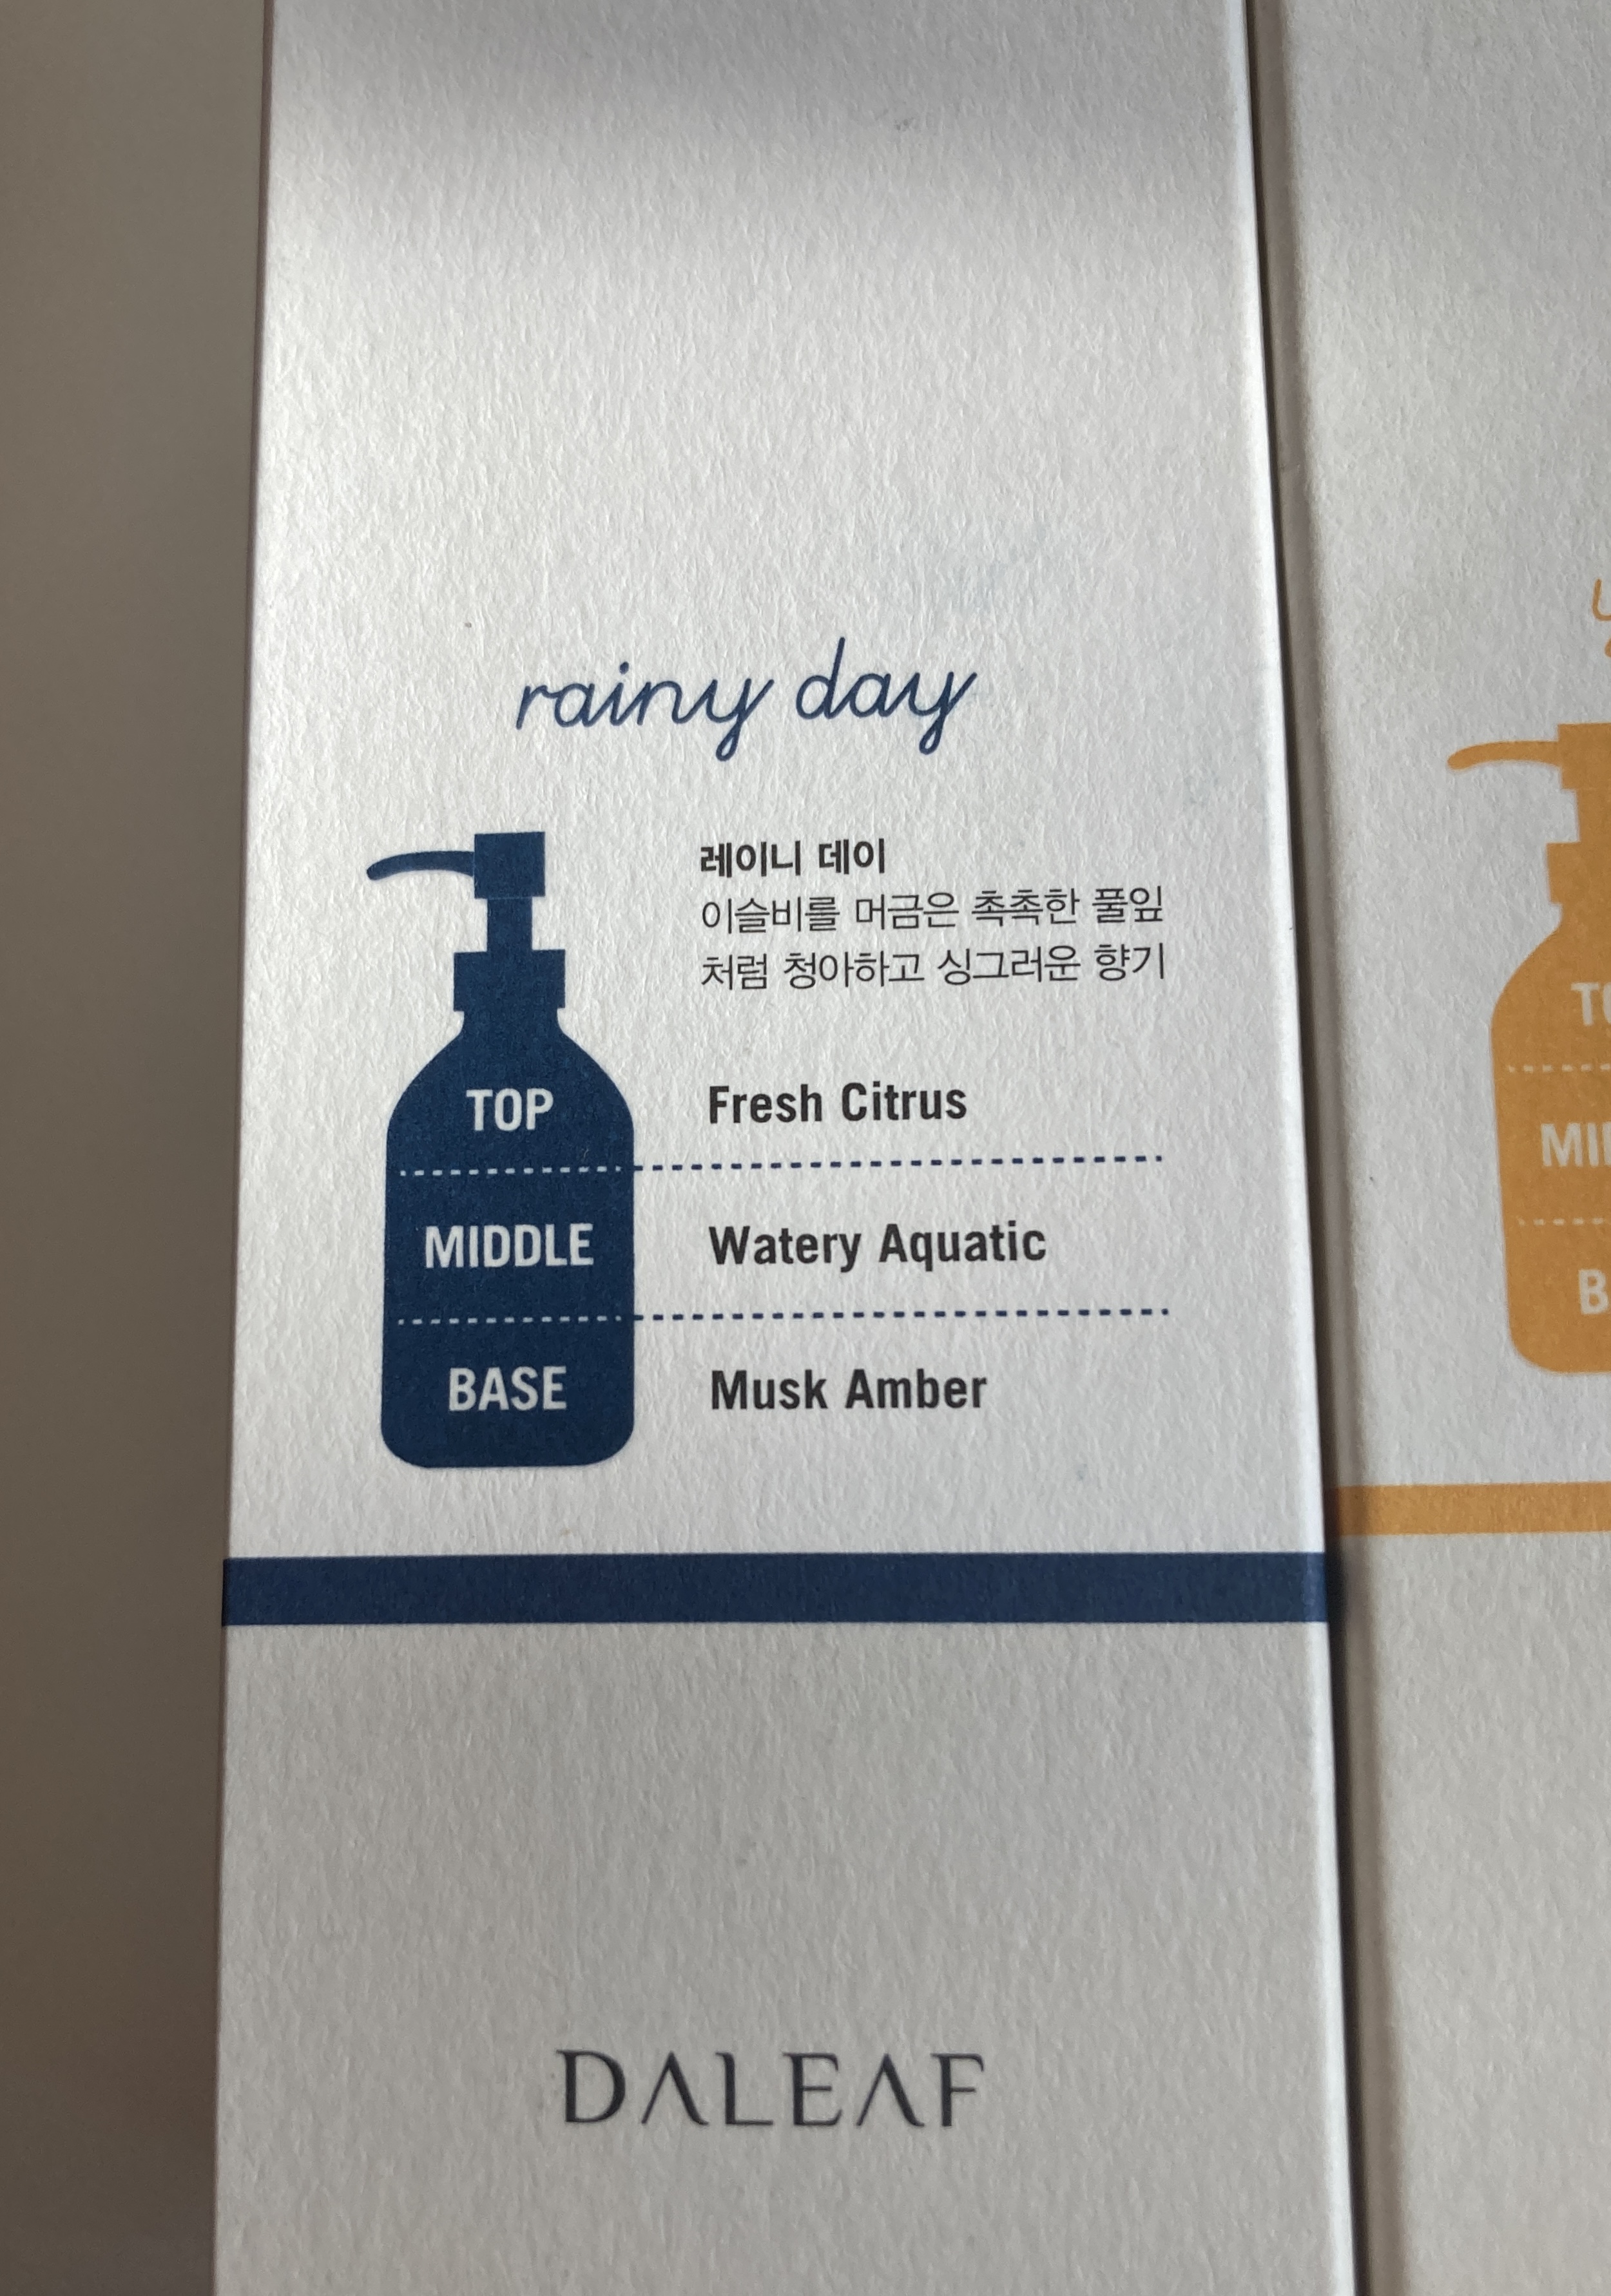 rainy day
레이니 데이
이슬비를 머금은 촉촉한 풀잎
처럼 청아하고 싱그러운 향기
TOP Fresh Citrus
MIDDLE Watery Aquatic
BASE Musk Amber
DALEAF